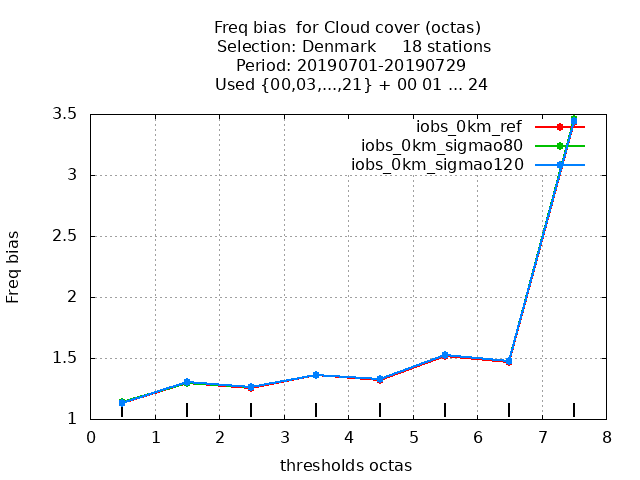 Freq bias  for Cloud cover (octas)
Selection: Denmark     18 stations
Period: 20190701-20190729
Used {00,03,...,21} + 00 01 ... 24
3.5
iobs_0km_ref
iobs_0km_sigmao80
iobs_0km_sigmao120
3
2.5
Freq bias
2
1.5
1
0 1 2 3 4 5 6 7 8
thresholds octas